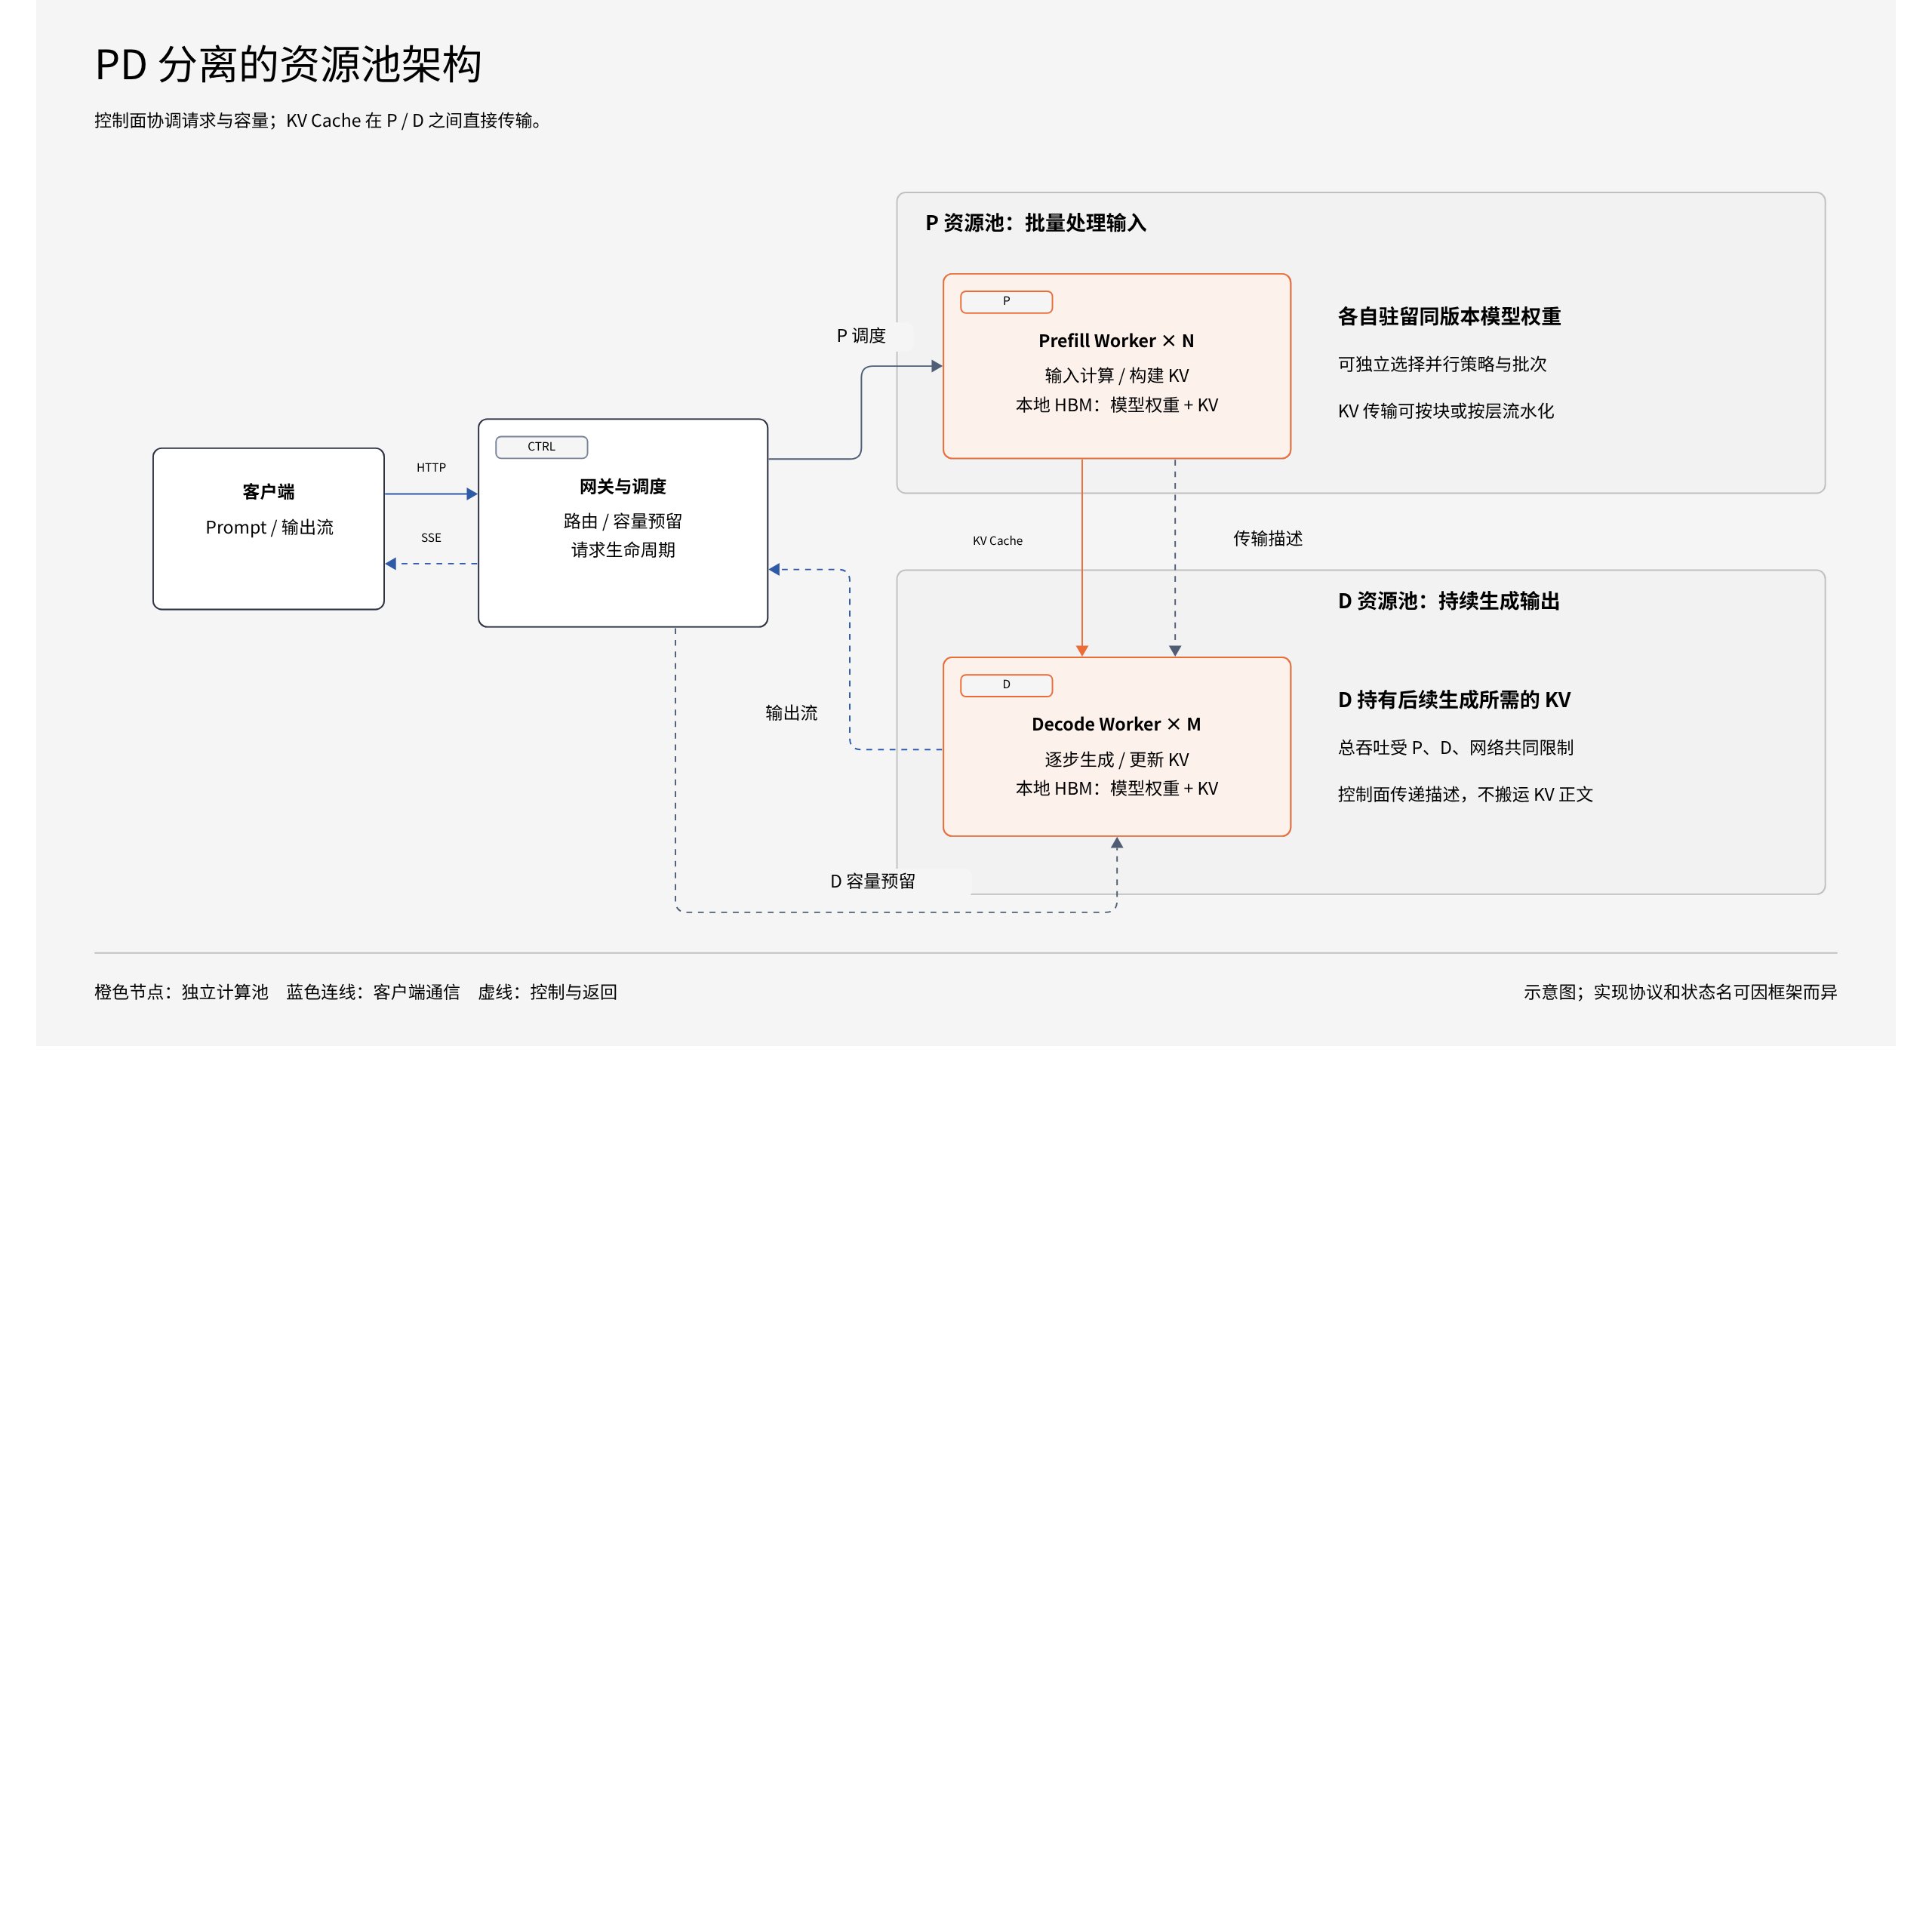 PD 分离的资源池架构
控制面协调请求与容量；KV Cache 在 P / D 之间直接传输。
P 资源池：批量处理输入
P
Prefill Worker × N
输入计算 / 构建 KV
本地 HBM：模型权重 + KV
各自驻留同版本模型权重
可独立选择并行策略与批次
KV 传输可按块或按层流水化
P 调度
客户端
Prompt / 输出流
HTTP
SSE
CTRL
网关与调度
路由 / 容量预留
请求生命周期
KV Cache
传输描述
D 资源池：持续生成输出
D
Decode Worker × M
逐步生成 / 更新 KV
本地 HBM：模型权重 + KV
D 持有后续生成所需的 KV
总吞吐受 P、D、网络共同限制
控制面传递描述，不搬运 KV 正文
输出流
D 容量预留
橙色节点：独立计算池 蓝色连线：客户端通信 虚线：控制与返回
示意图；实现协议和状态名可因框架而异